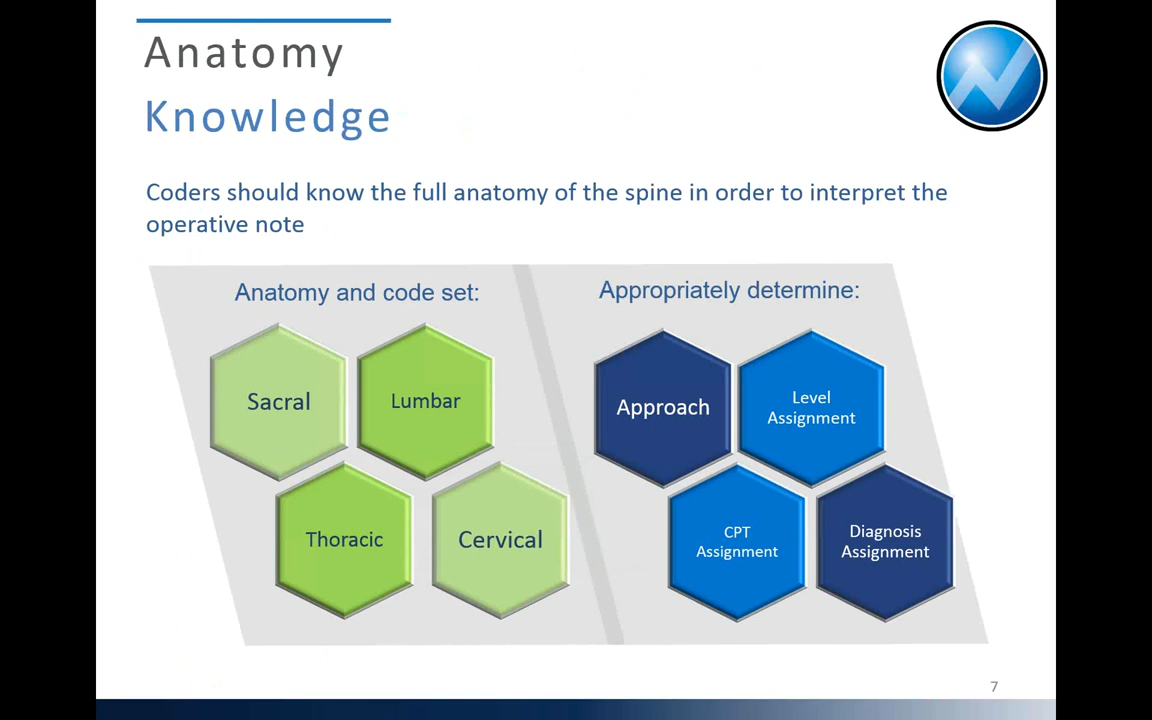 Anatomy
Knowledge
Coders should know the full anatomy of the spine in order to interpret the
operative note
Anatomy and code set:
Sacral
Lumbar
Thoracic
Cervical
Appropriately determine:
Approach
Level
Assignment
CPT
Assignment
Diagnosis
Assignment
7